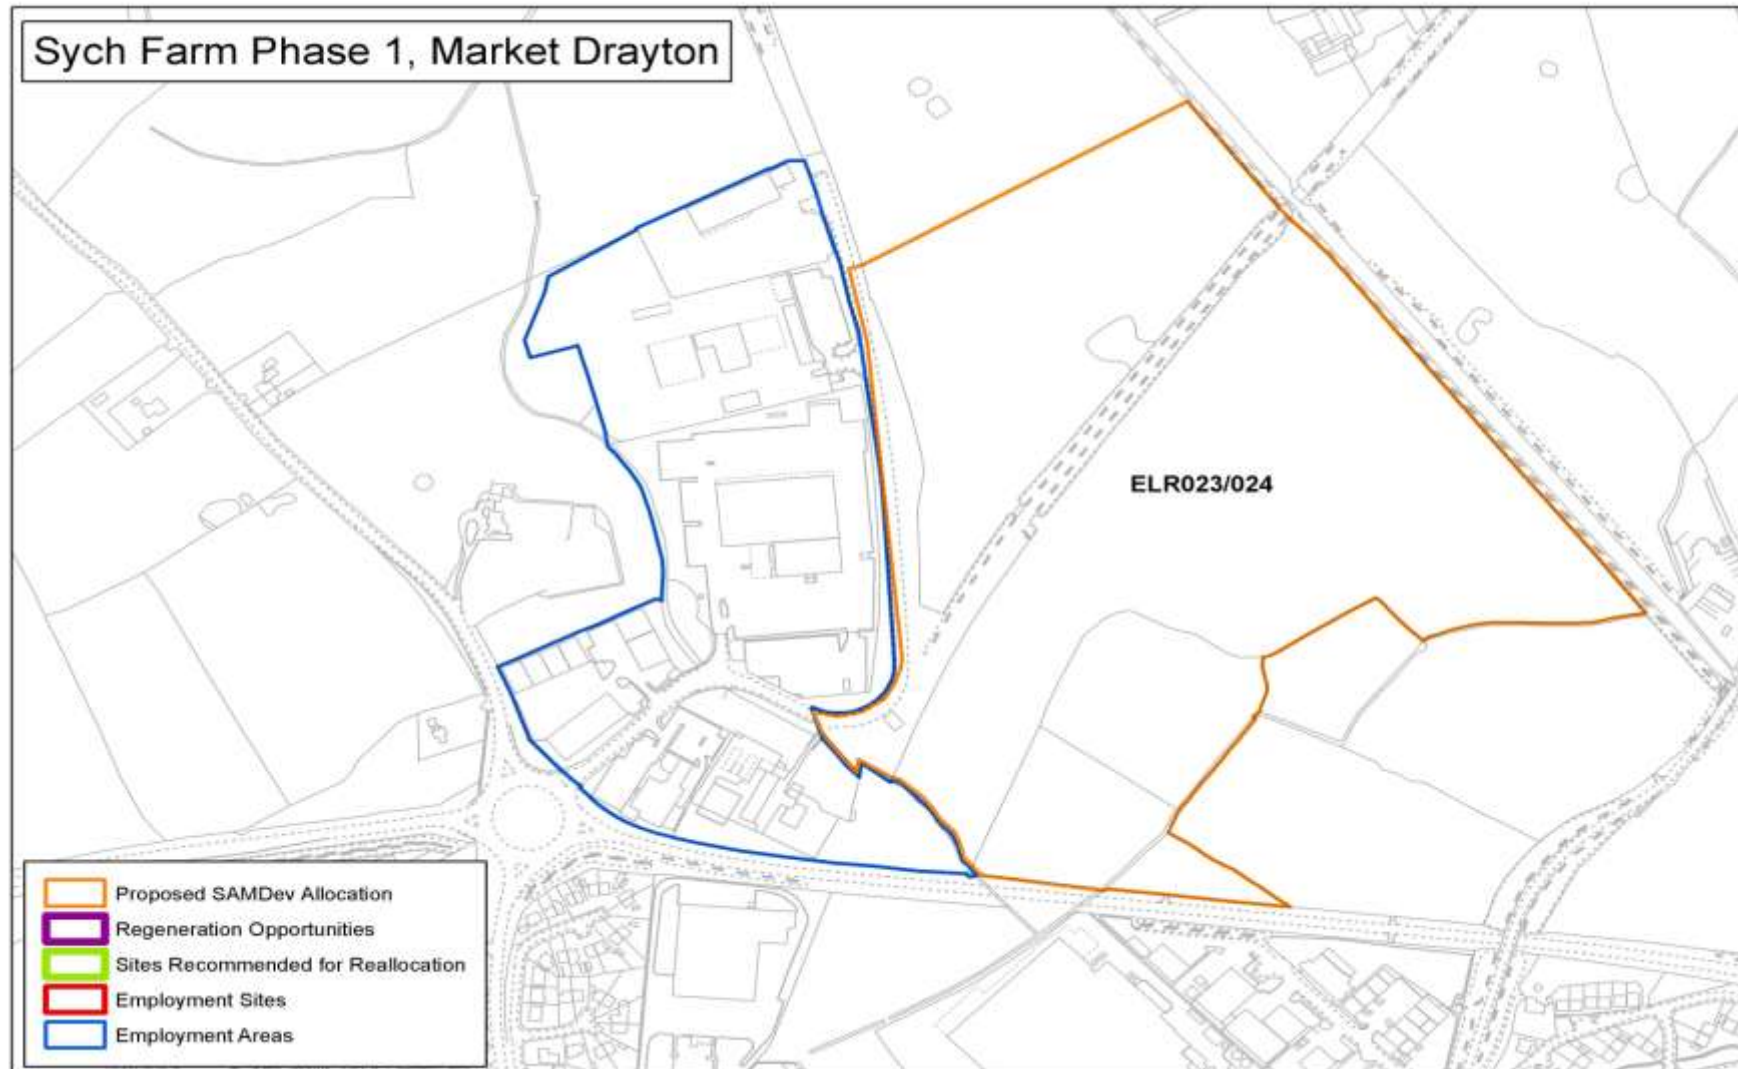 Sych Farm Phase 1, Market Drayton
ELR023/024
Proposed SAMDev Allocation
Regeneration Opportunities
Sites Recommended for Reallocation
Employment Sites
Employment Areas